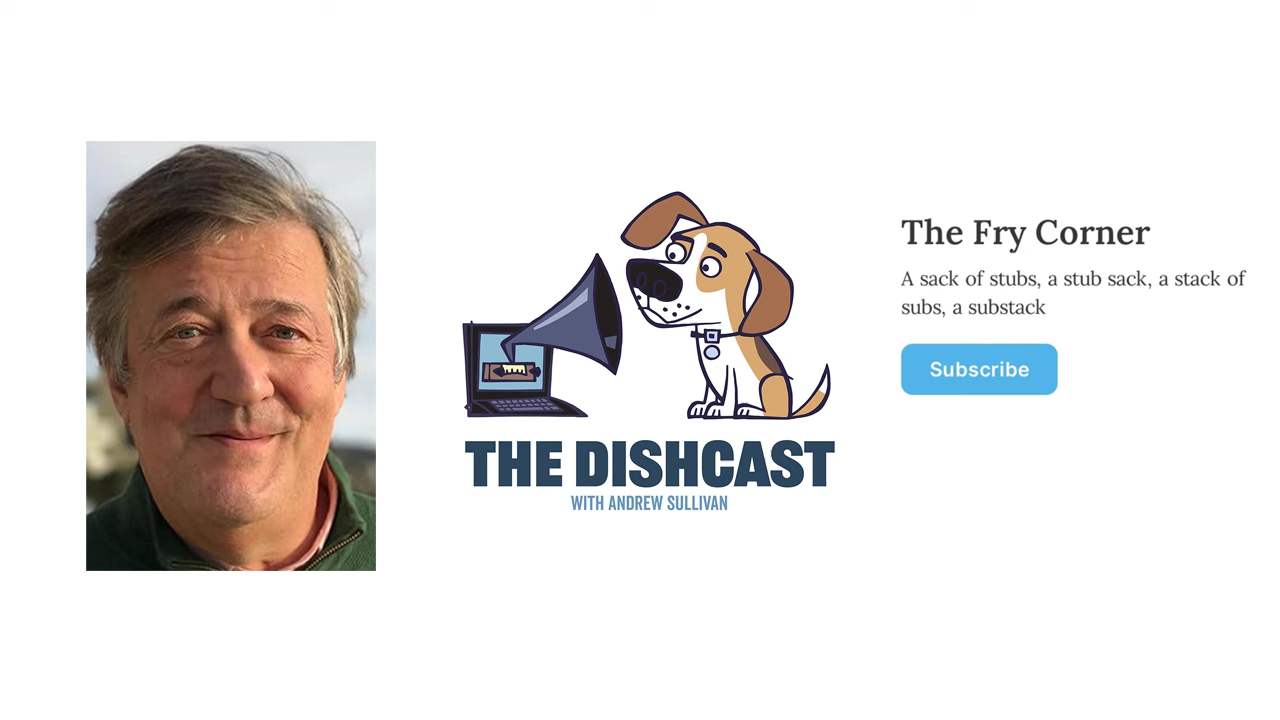 THE DISHCAST
WITH ANDREW SULLIVAN
The Fry Corner
A sack of stubs, a stub sack, a stack of
subs, a substack
Subscribe